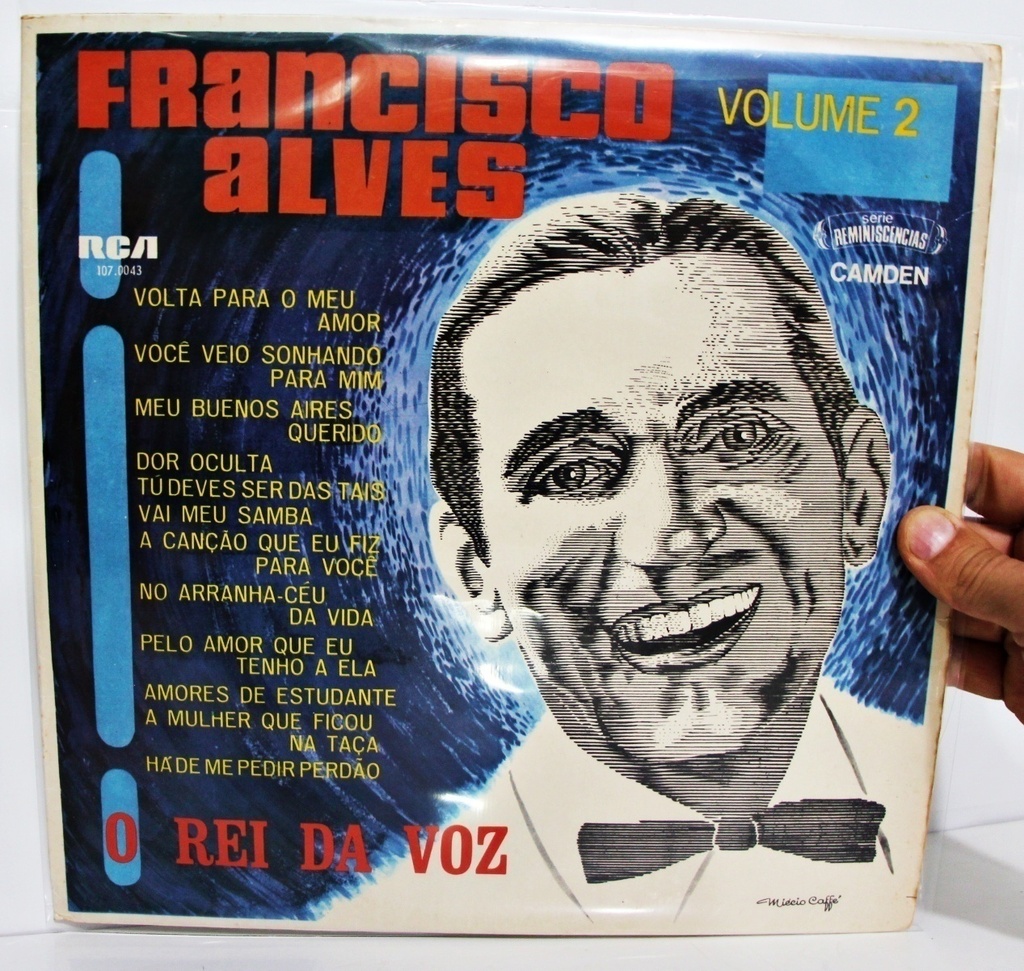 FRANCISCO
ALVES
VOLUME 2
RCA
107.0043
serie
REMINISCENCIAS
CAMDEN
VOLTA PARA O MEU
AMOR
VOCÊ VEIO SONHANDO
PARA MIM
MEU BUENOS AIRES
QUERIDO
DOR OCULTA
TÚ DEVES SER DAS TAIS
VAI MEU SAMBA
A CANÇÃO QUE EU FIZ
PARA VOCÊ
NO ARRANHA-CÉU
DA VIDA
PELO AMOR QUE EU
TENHO A ELA
AMORES DE ESTUDANTE
A MULHER QUE FICOU
NA TAÇA
HÁ DE ME PEDIR PERDÃO
O REI DA VOZ
Miécio Caffé